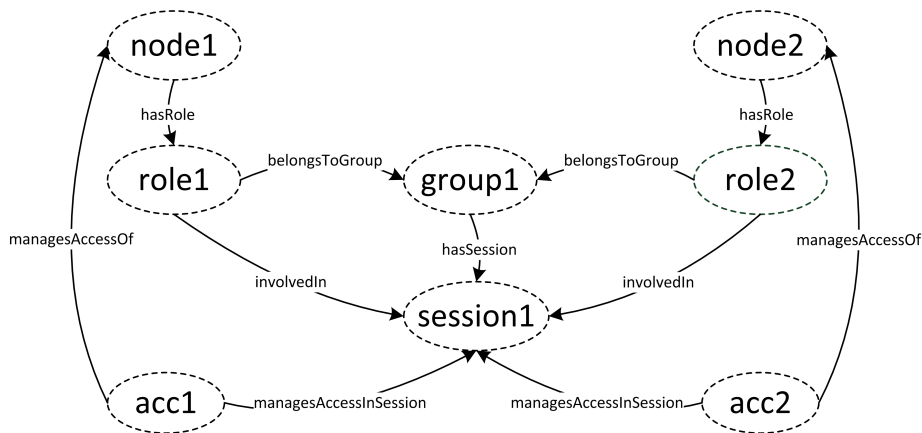 node1
node2
hasRole
hasRole
belongsToGroup
belongsToGroup
role1
group1
role2
managesAccessOf
hasSession
managesAccessOf
involvedIn
involvedIn
session1
acc1
managesAccessInSession
managesAccessInSession
acc2